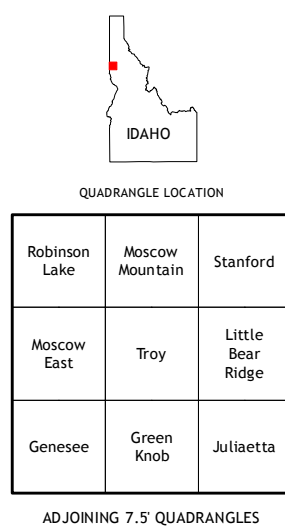 IDAHO
QUADRANGLE LOCATION
Robinson
Lake
Moscow
Mountain
Stanford
Moscow
East
Troy
Little
Bear
Ridge
Genesee
Green
Knob
Juliaetta
ADJOINING 7.5' QUADRANGLES